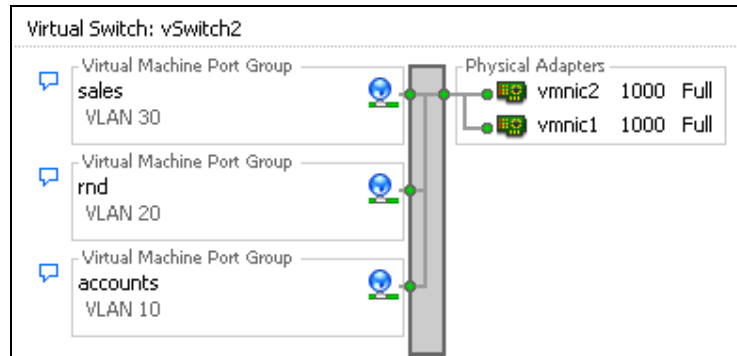 Virtual Switch: vSwitch2
Virtual Machine Port Group
sales
VLAN 30
Virtual Machine Port Group
rnd
VLAN 20
Virtual Machine Port Group
accounts
VLAN 10
Physical Adapters
vmnic2 1000 Full
vmnic1 1000 Full